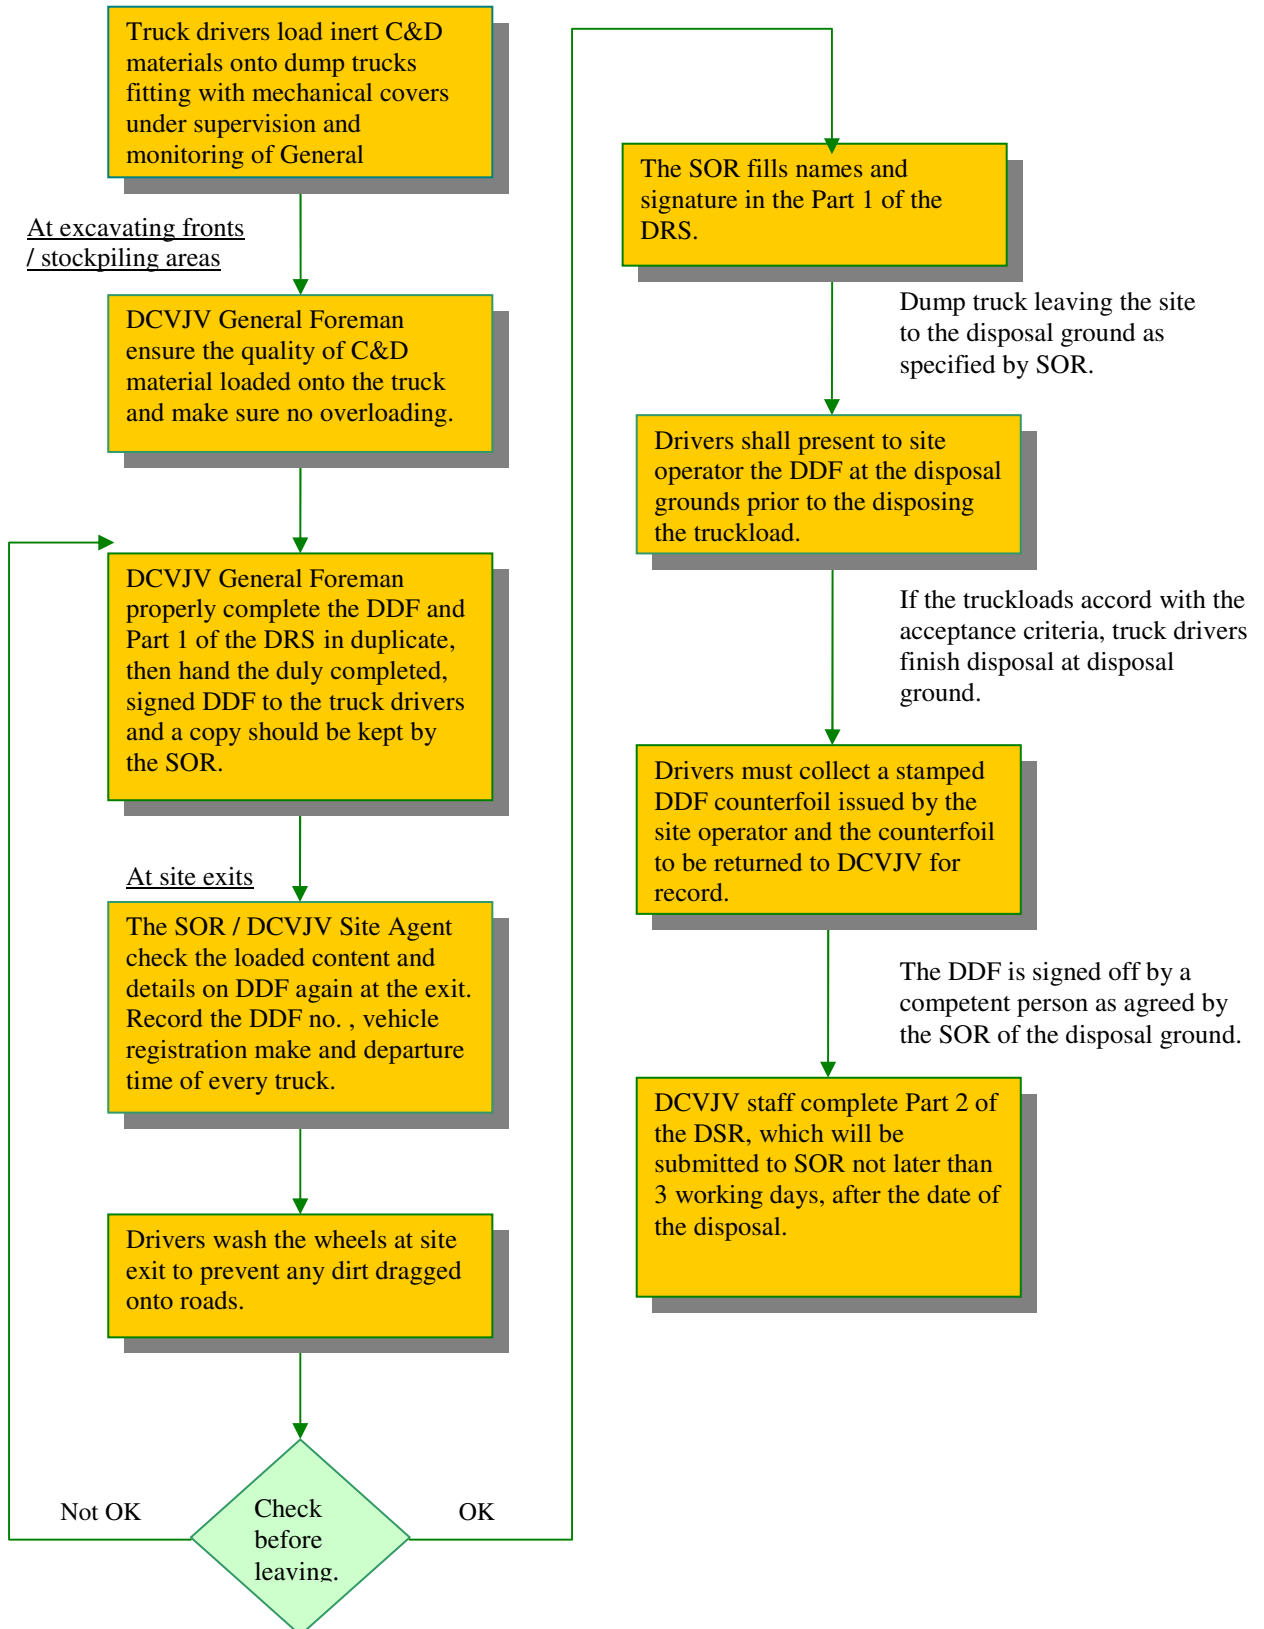 Truck drivers load inert C&D
materials onto dump trucks
fitting with mechanical covers
under supervision and
monitoring of General
At excavating fronts
/ stockpiling areas
DCVJV General Foreman
ensure the quality of C&D
material loaded onto the truck
and make sure no overloading.
DCVJV General Foreman
properly complete the DDF and
Part 1 of the DRS in duplicate,
then hand the duly completed,
signed DDF to the truck drivers
and a copy should be kept by
the SOR.
At site exits
The SOR / DCVJV Site Agent
check the loaded content and
details on DDF again at the exit.
Record the DDF no. , vehicle
registration make and departure
time of every truck.
Drivers wash the wheels at site
exit to prevent any dirt dragged
onto roads.
Not OK
Check
before
leaving.
OK
The SOR fills names and
signature in the Part 1 of the
DRS.
Dump truck leaving the site
to the disposal ground as
specified by SOR.
Drivers shall present to site
operator the DDF at the disposal
grounds prior to the disposing
the truckload.
If the truckloads accord with the
acceptance criteria, truck drivers
finish disposal at disposal
ground.
Drivers must collect a stamped
DDF counterfoil issued by the
site operator and the counterfoil
to be returned to DCVJV for
record.
The DDF is signed off by a
competent person as agreed by
the SOR of the disposal ground.
DCVJV staff complete Part 2 of
the DSR, which will be
submitted to SOR not later than
3 working days, after the date of
the disposal.